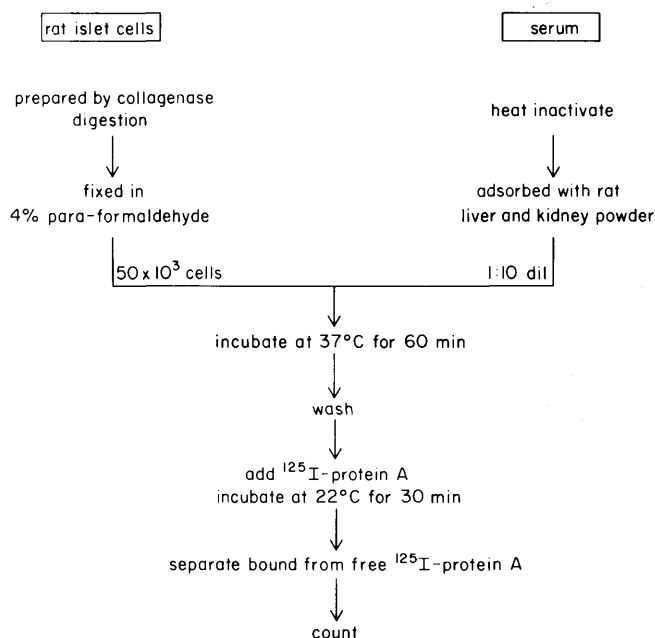 rat islet cells
serum
prepared by collagenase
digestion
heat inactivate
fixed in
4% para-formaldehyde
adsorbed with rat
liver and kidney powder
50 x 10³ cells
1:10 dil
incubate at 37°C for 60 min
wash
add ¹²⁵I-protein A
incubate at 22°C for 30 min
separate bound from free ¹²⁵I-protein A
count